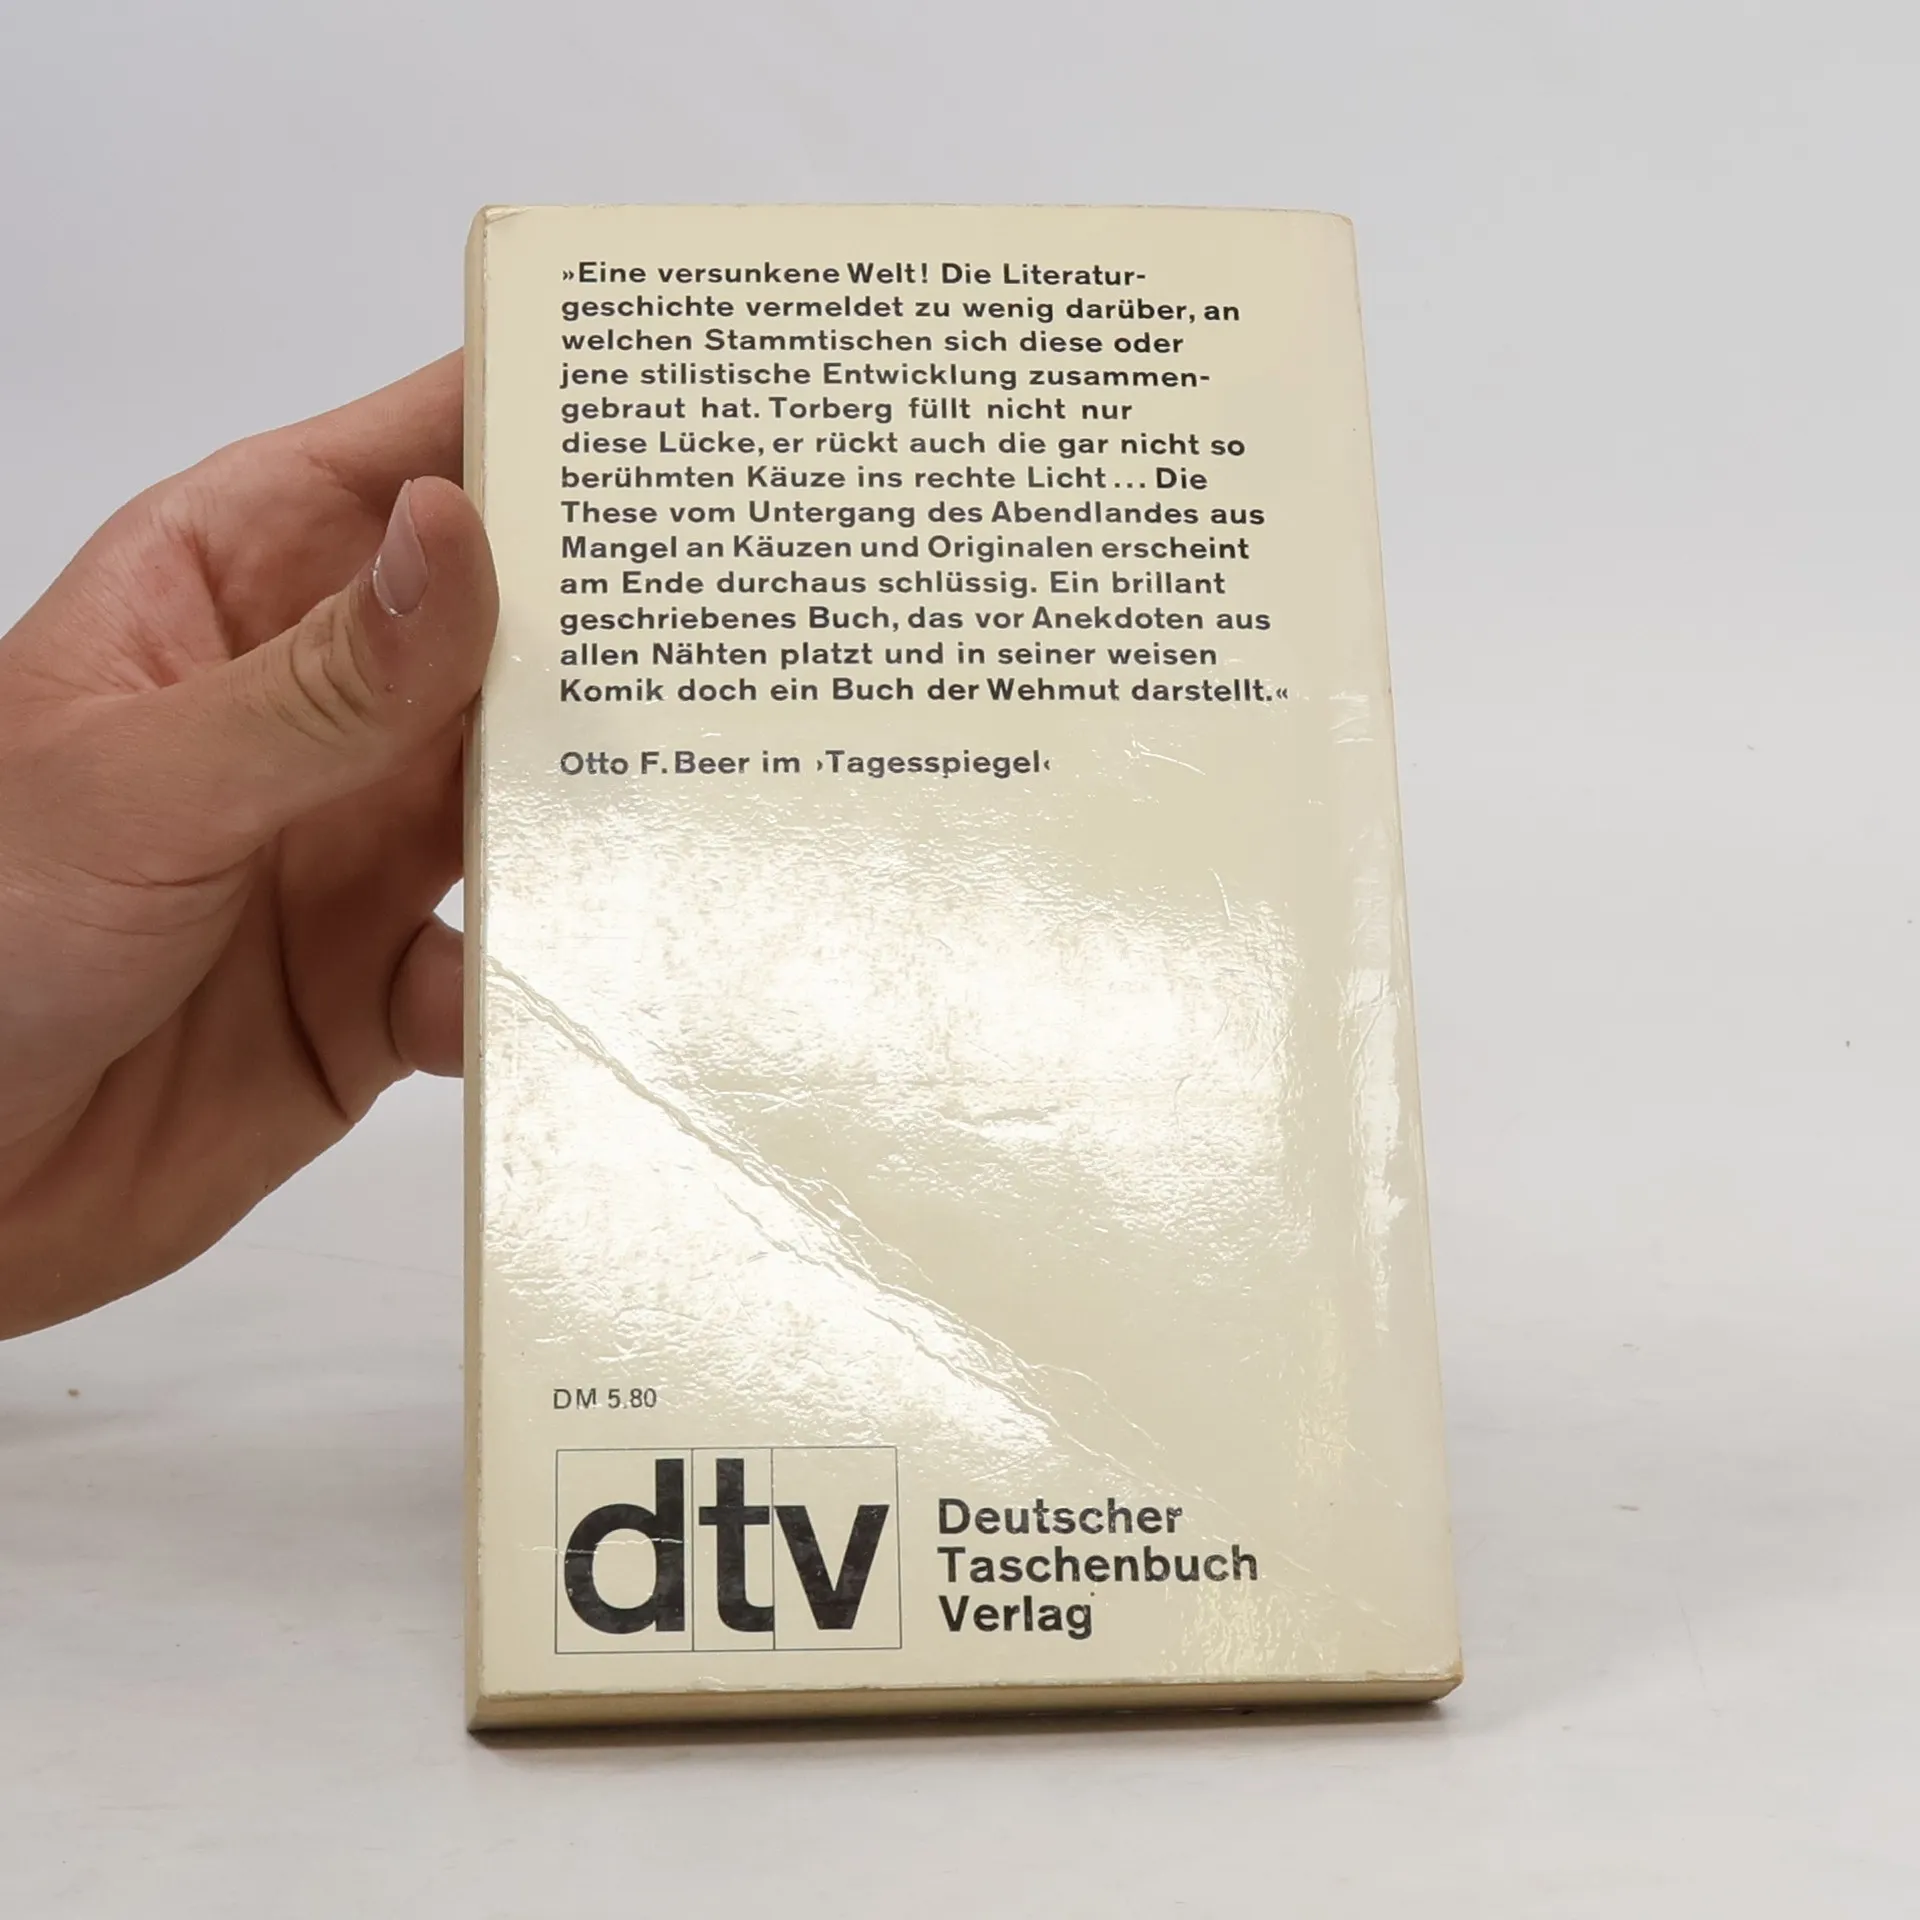 »Eine versunkene Welt! Die Literatur-
geschichte vermeldet zu wenig darüber, an
welchen Stammtischen sich diese oder
jene stilistische Entwicklung zusammen-
gebraut hat. Torberg füllt nicht nur
diese Lücke, er rückt auch die gar nicht so
berühmten Käuze ins rechte Licht... Die
These vom Untergang des Abendlandes aus
Mangel an Käuzen und Originalen erscheint
am Ende durchaus schlüssig. Ein brillant
geschriebenes Buch, das vor Anekdoten aus
allen Nähten platzt und in seiner weisen
Komik doch ein Buch der Wehmut darstellt.«
Otto F. Beer im ›Tagesspiegel‹
DM 5.80
dtv
Deutscher
Taschenbuch
Verlag